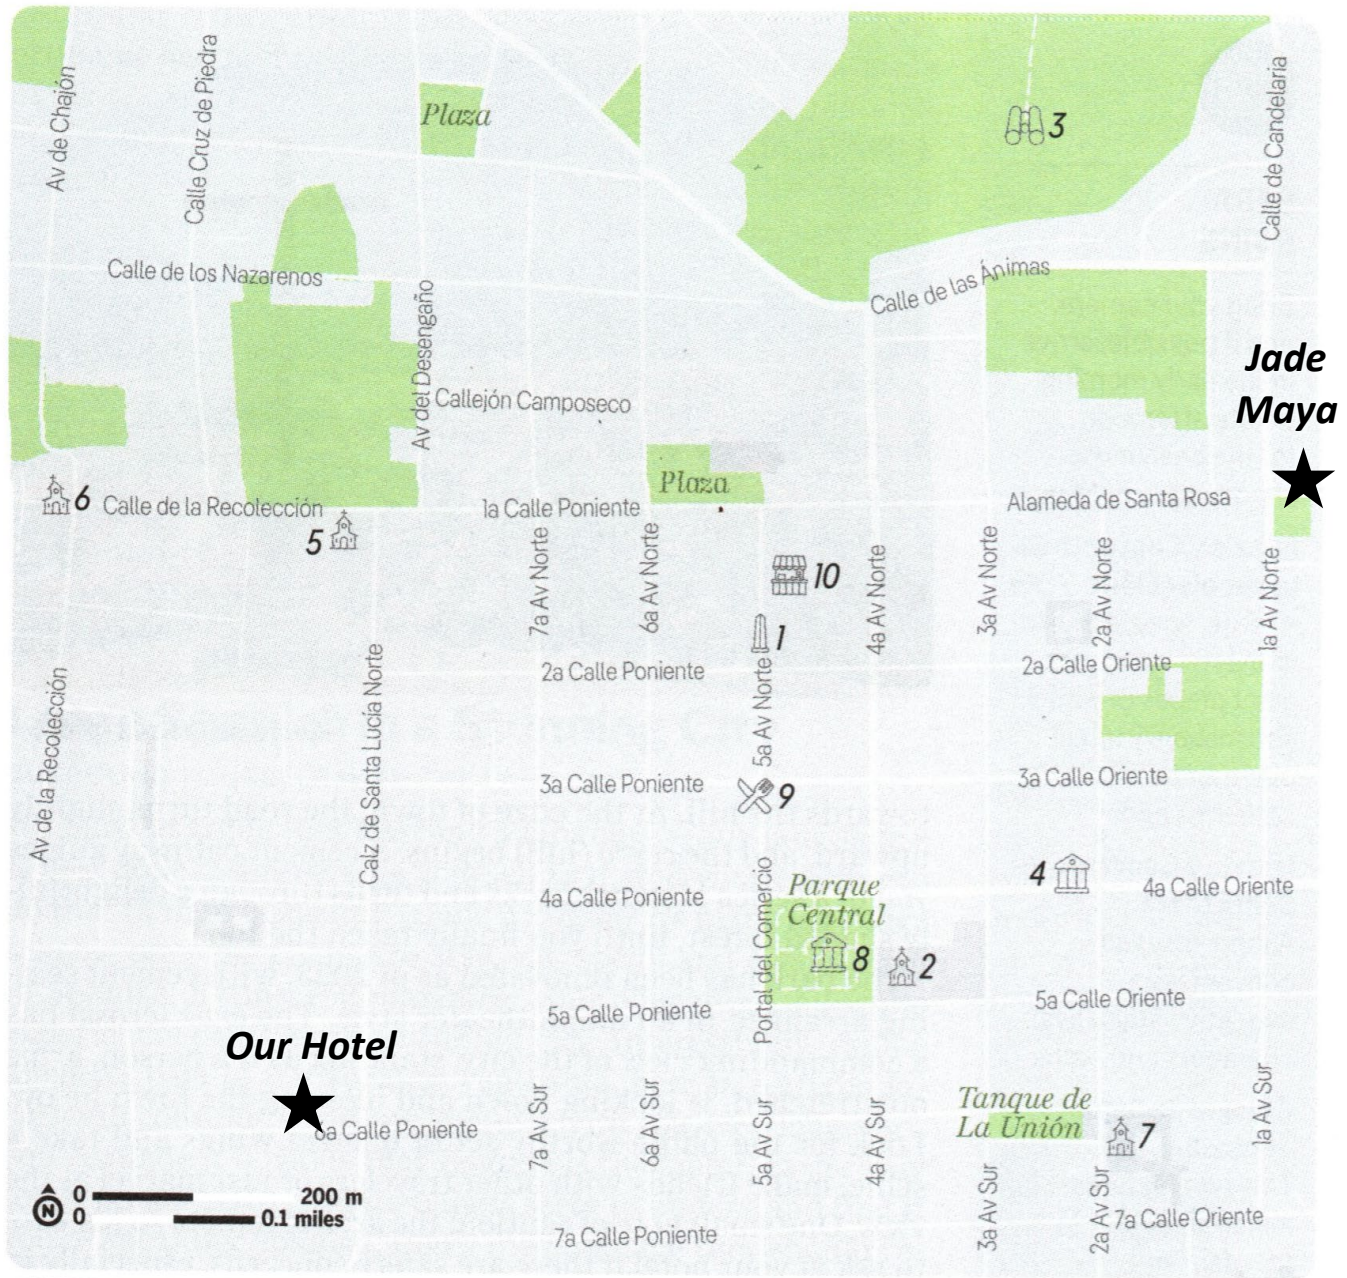 Av de Chajón
Calle Cruz de Piedra
Plaza
3
Calle de Candelaria
Calle de los Nazarenos
Av del Desengaño
Calle de las Ánimas
Jade
Maya
Callejón Camposeco
Plaza
6
Calle de la Recolección
5
1a Calle Poniente
Alameda de Santa Rosa
7a Av Norte
6a Av Norte
10
4a Av Norte
3a Av Norte
2a Av Norte
1a Av Norte
1
2a Calle Poniente
5a Av Norte
2a Calle Oriente
Av de la Recolección
Calz de Santa Lucía Norte
3a Calle Poniente
9
3a Calle Oriente
4a Calle Poniente
Portal del Comercio
Parque
Central
4
4a Calle Oriente
8
2
5a Calle Poniente
5a Calle Oriente
Our Hotel
6a Calle Poniente
7a Av Sur
6a Av Sur
5a Av Sur
4a Av Sur
Tanque de
La Unión
7
1a Av Sur
3a Av Sur
2a Av Sur
N
0
200 m
0
0.1 miles
7a Calle Poniente
7a Calle Oriente